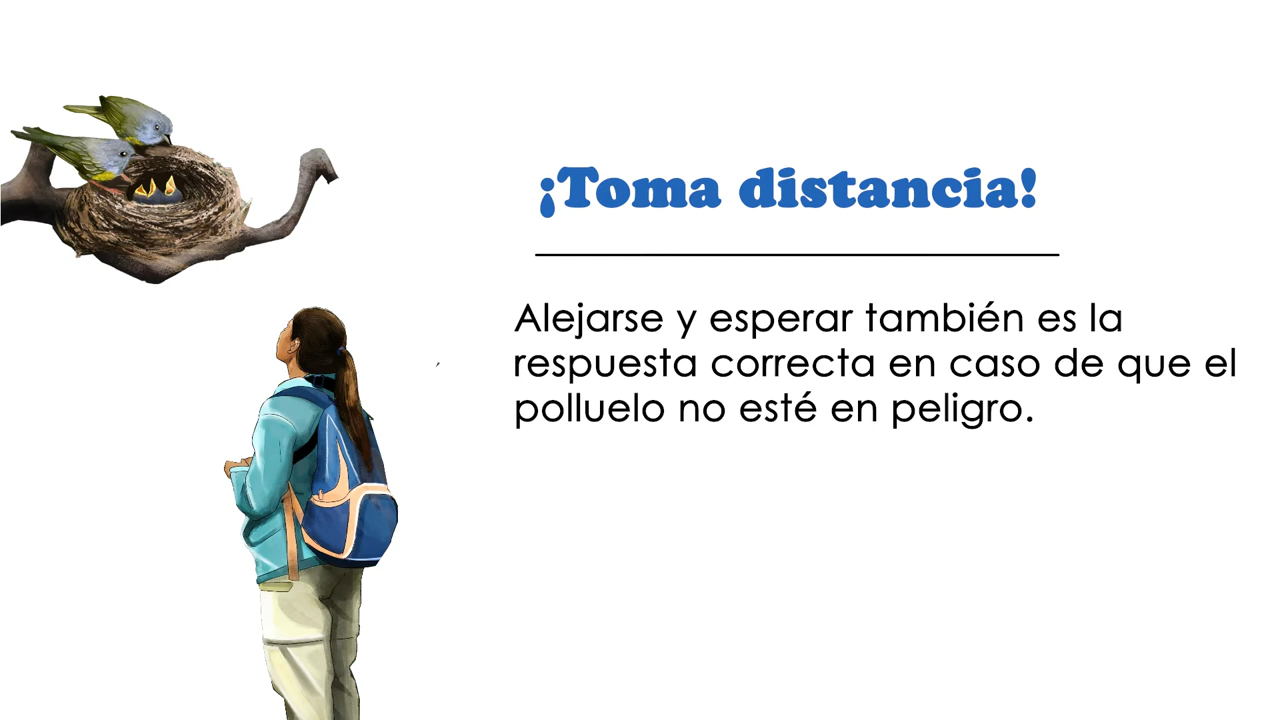 ¡Toma distancia!
Alejarse y esperar también es la
respuesta correcta en caso de que el
polluelo no esté en peligro.